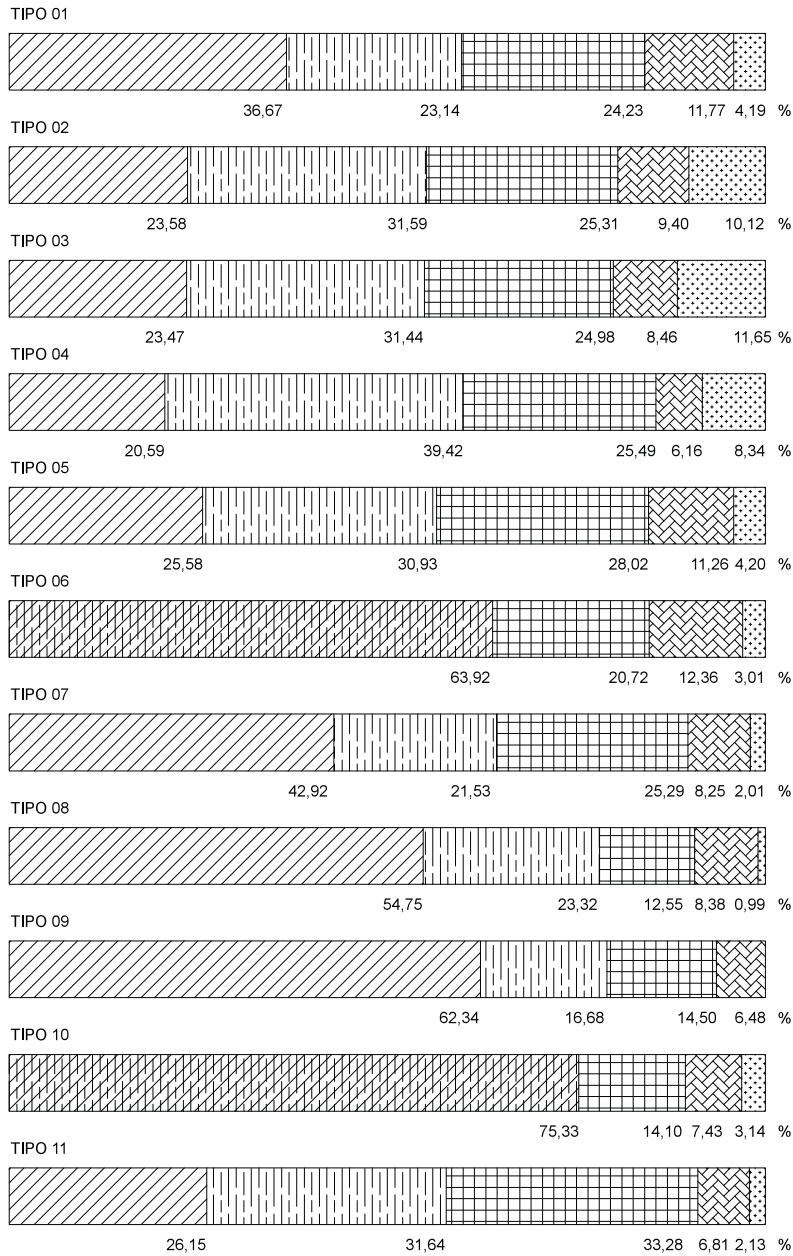 TIPO 01
36,67 23,14 24,23 11,77 4,19 %
TIPO 02
23,58 31,59 25,31 9,40 10,12 %
TIPO 03
23,47 31,44 24,98 8,46 11,65 %
TIPO 04
20,59 39,42 25,49 6,16 8,34 %
TIPO 05
25,58 30,93 28,02 11,26 4,20 %
TIPO 06
63,92 20,72 12,36 3,01 %
TIPO 07
42,92 21,53 25,29 8,25 2,01 %
TIPO 08
54,75 23,32 12,55 8,38 0,99 %
TIPO 09
62,34 16,68 14,50 6,48 %
TIPO 10
75,33 14,10 7,43 3,14 %
TIPO 11
26,15 31,64 33,28 6,81 2,13 %